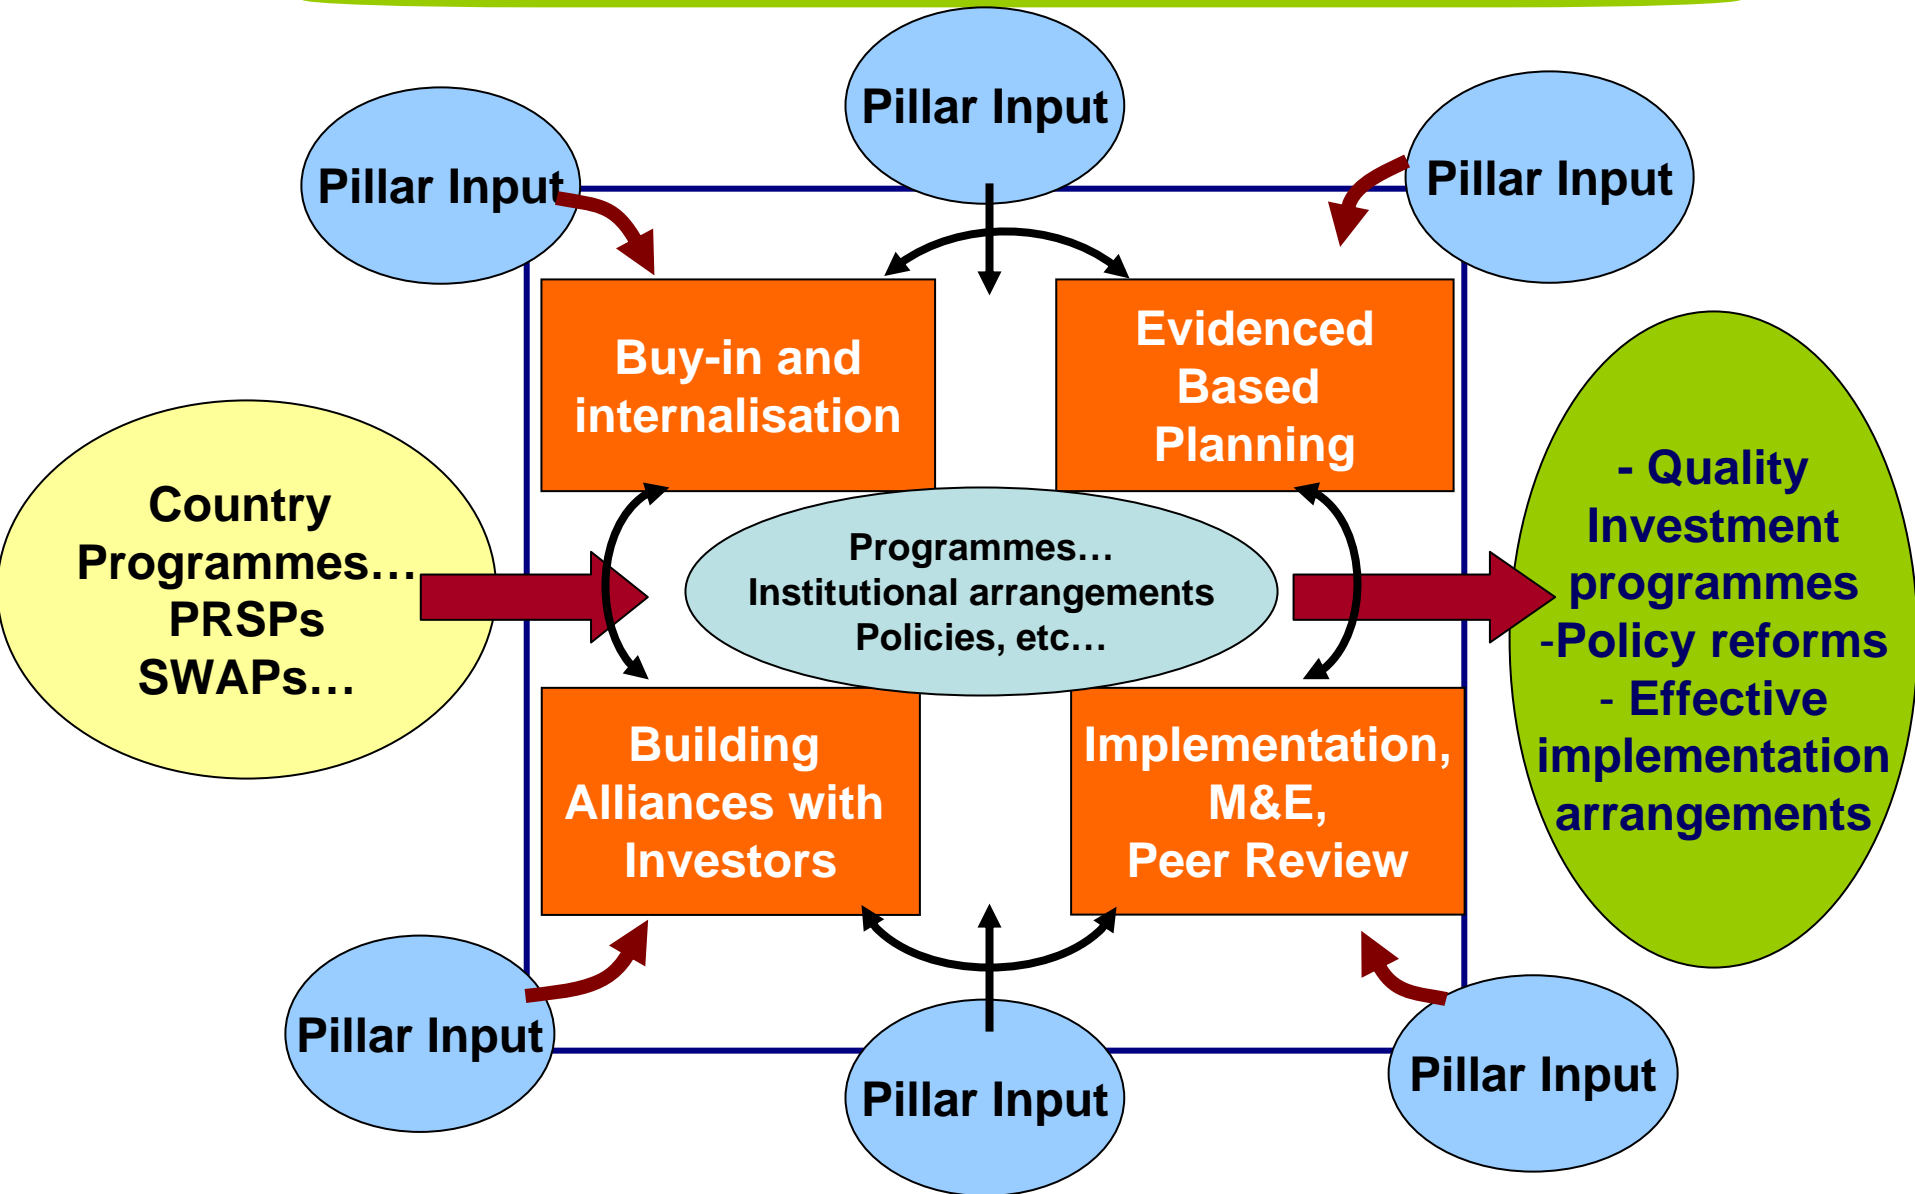 Pillar Input
Pillar Input
Pillar Input
Buy-in and
internalisation
Evidenced
Based
Planning
Country
Programmes…
PRSPs
SWAPs…
Programmes…
Institutional arrangements
Policies, etc…
- Quality
Investment
programmes
-Policy reforms
- Effective
implementation
arrangements
Building
Alliances with
Investors
Implementation,
M&E,
Peer Review
Pillar Input
Pillar Input
Pillar Input